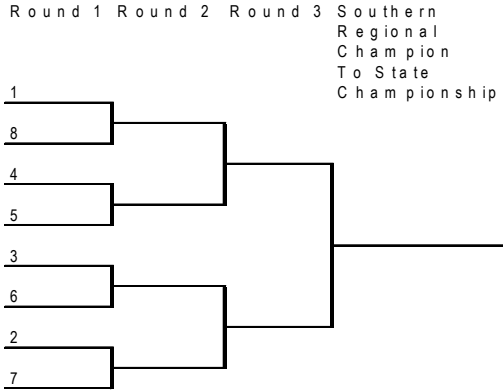 Round 1 Round 2 Round 3 Southern
Regional
Champion
To State
Championship
1
8
4
5
3
6
2
7